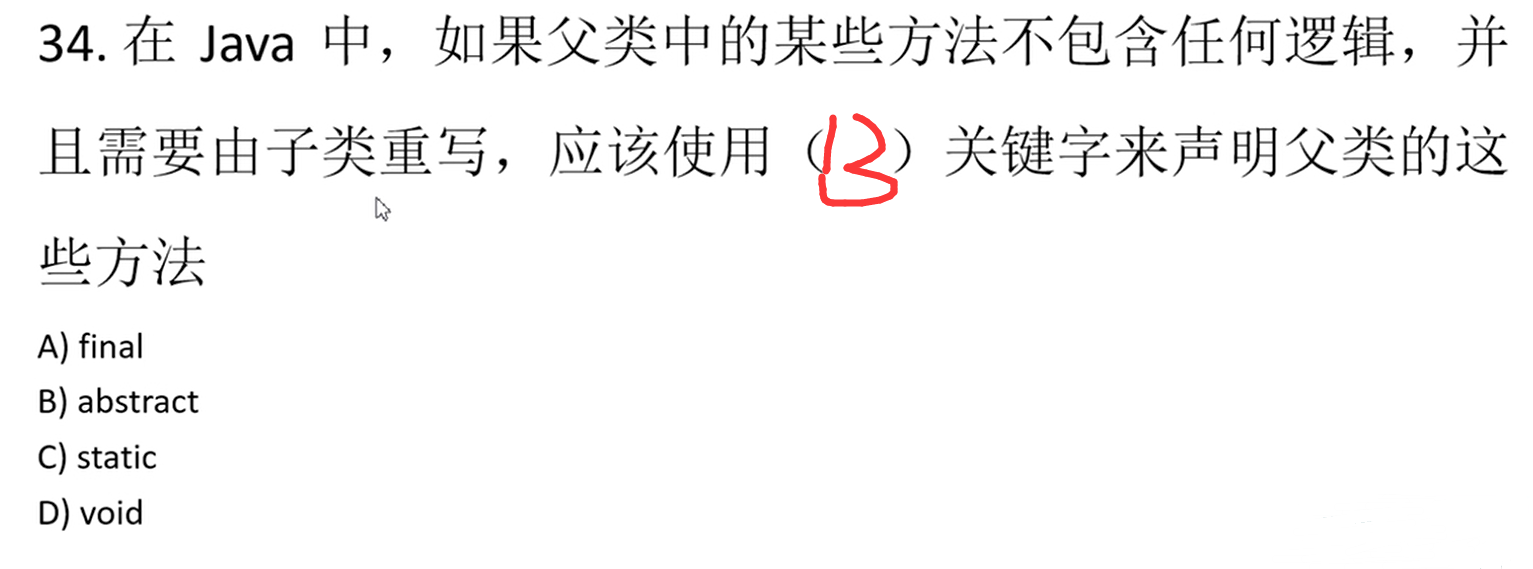 34. 在 Java 中，如果父类中的某些方法不包含任何逻辑，并
且需要由子类重写，应该使用（B）关键字来声明父类的这
些方法
A) final
B) abstract
C) static
D) void